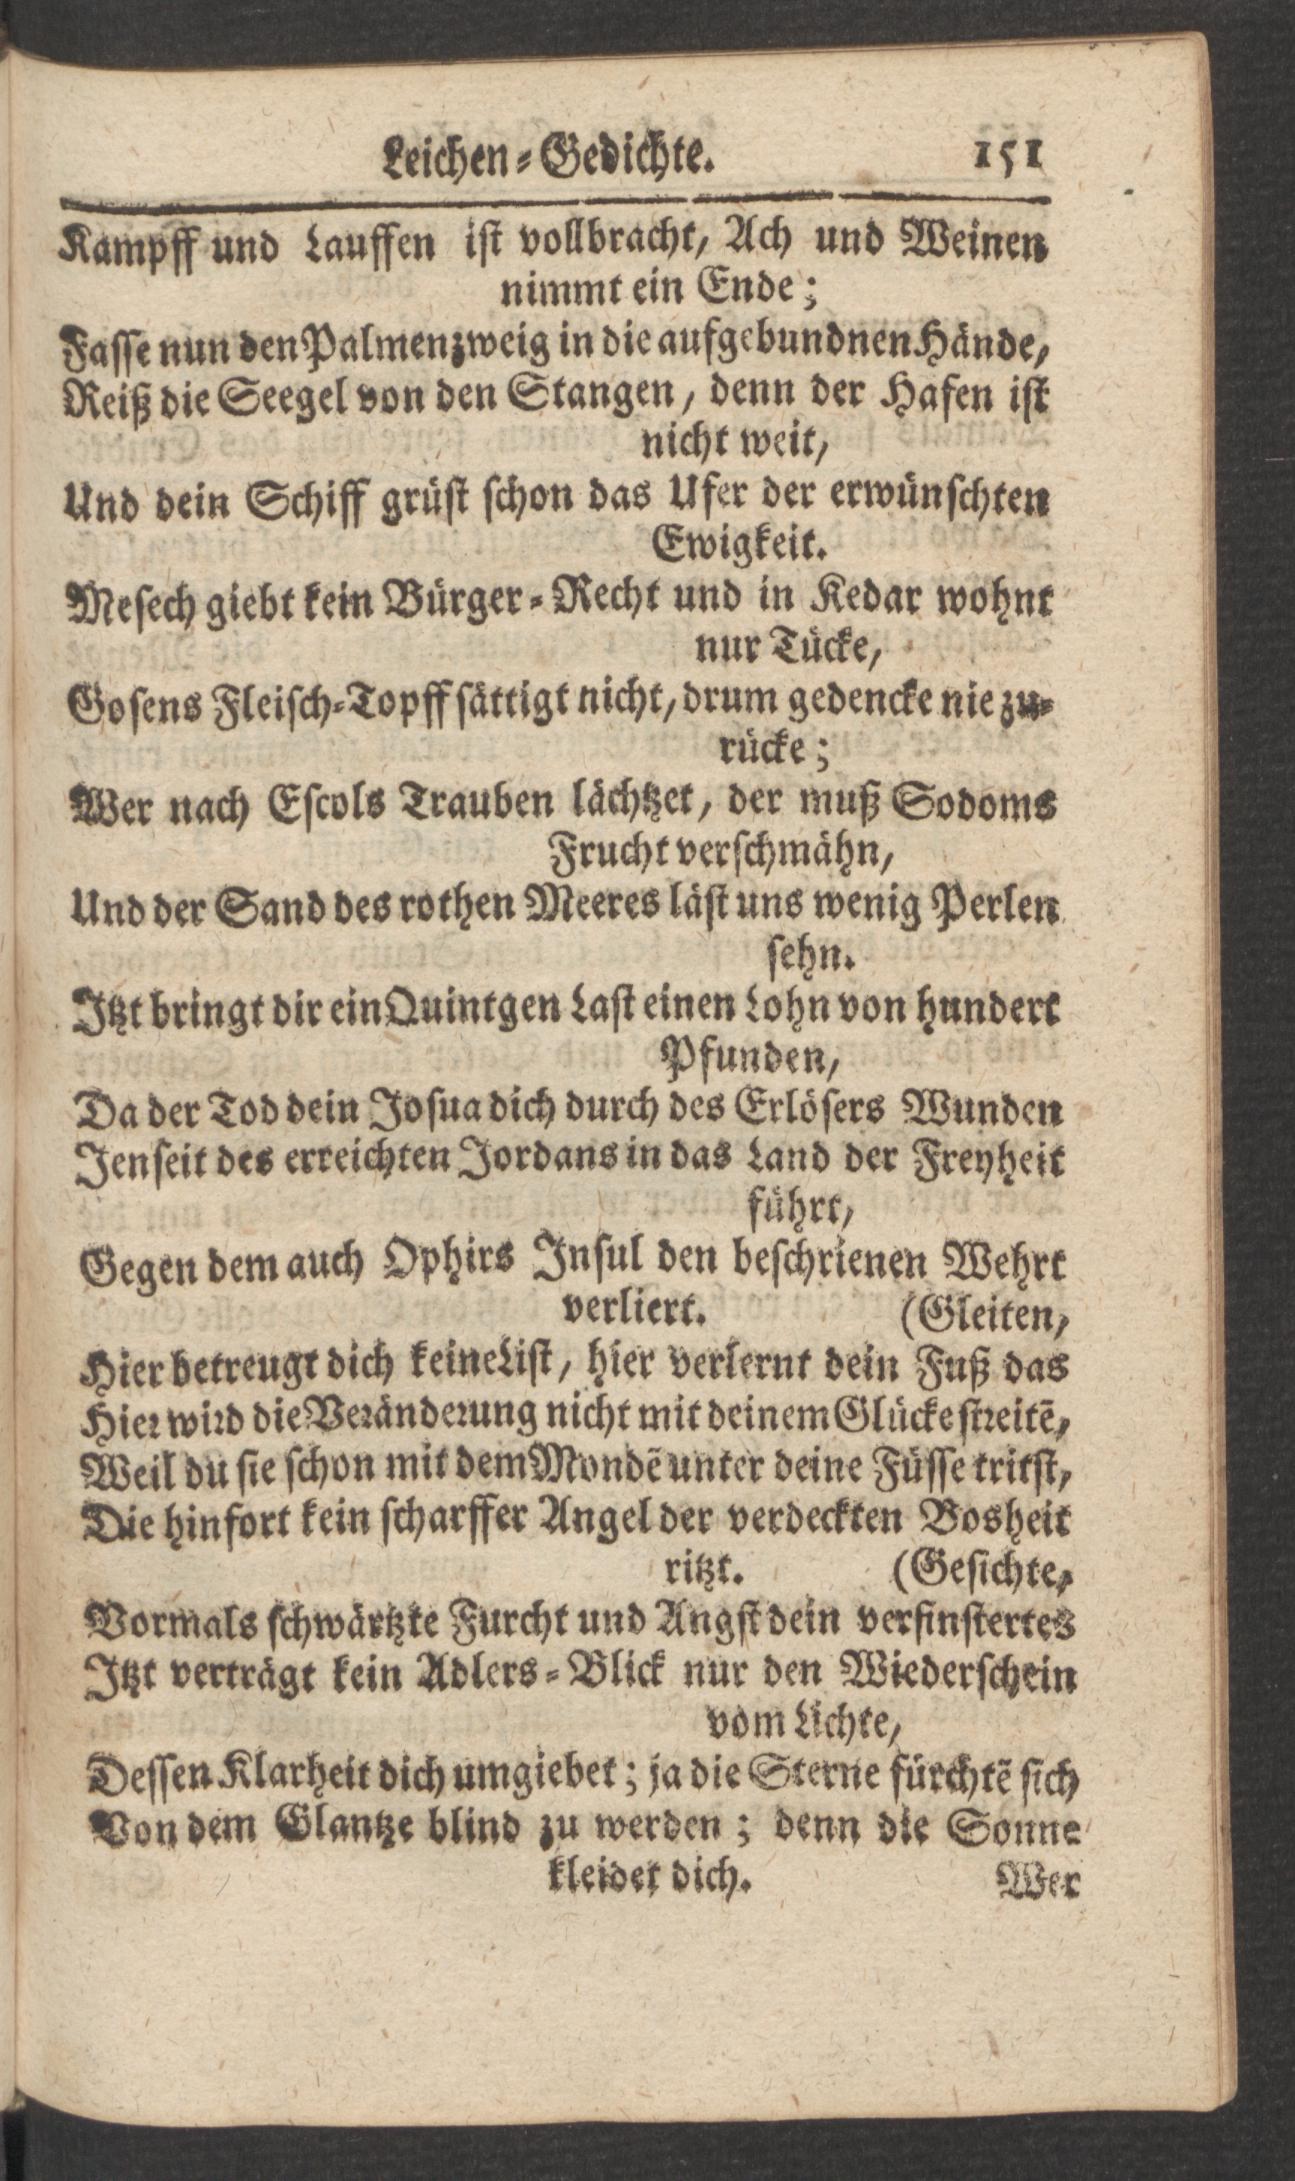 Leichen-Gedichte. 151
Kampff und Lauffen ist vollbracht, Ach und Weinen
nimmt ein Ende;
Fasse nun den Palmenzweig in die aufgebundnen Hände,
Reiß die Seegel von den Stangen, denn der Hafen ist
nicht weit,
Und dein Schiff grüst schon das Ufer der erwünschten
Ewigkeit.
Mesech giebt kein Bürger-Recht und in Kedar wohnt
nur Tücke,
Gosens Fleisch-Topff sättigt nicht, drum gedencke nie zu-
rücke;
Wer nach Escols Trauben lächtzet, der muß Sodoms
Frucht verschmähn,
Und der Sand des rothen Meeres läst uns wenig Perlen
sehn.
Itzt bringt dir ein Quintgen Last einen Lohn von hundert
Pfunden,
Da der Tod dein Josua dich durch des Erlösers Wunden
Jenseit des erreichten Jordans in das Land der Freyheit
führt,
Gegen dem auch Ophirs Insul den beschrienen Wehrt
verliert. (Gleiten,
Hier betreugt dich keine List, hier verlernt dein Fuß das
Hier wird die Veränderung nicht mit deinem Glücke streitē,
Weil du sie schon mit dem Mondē unter deine Füsse tritst,
Die hinfort kein scharffer Angel der verdeckten Bosheit
ritzt. (Gesichte,
Vormals schwärtzte Furcht und Angst dein verfinstertes
Itzt verträgt kein Adlers-Blick nur den Wiederschein
vom Lichte,
Dessen Klarheit dich umgiebet; ja die Sterne fürchtē sich
Von dem Glantze blind zu werden; denn die Sonne
kleidet dich. Wer